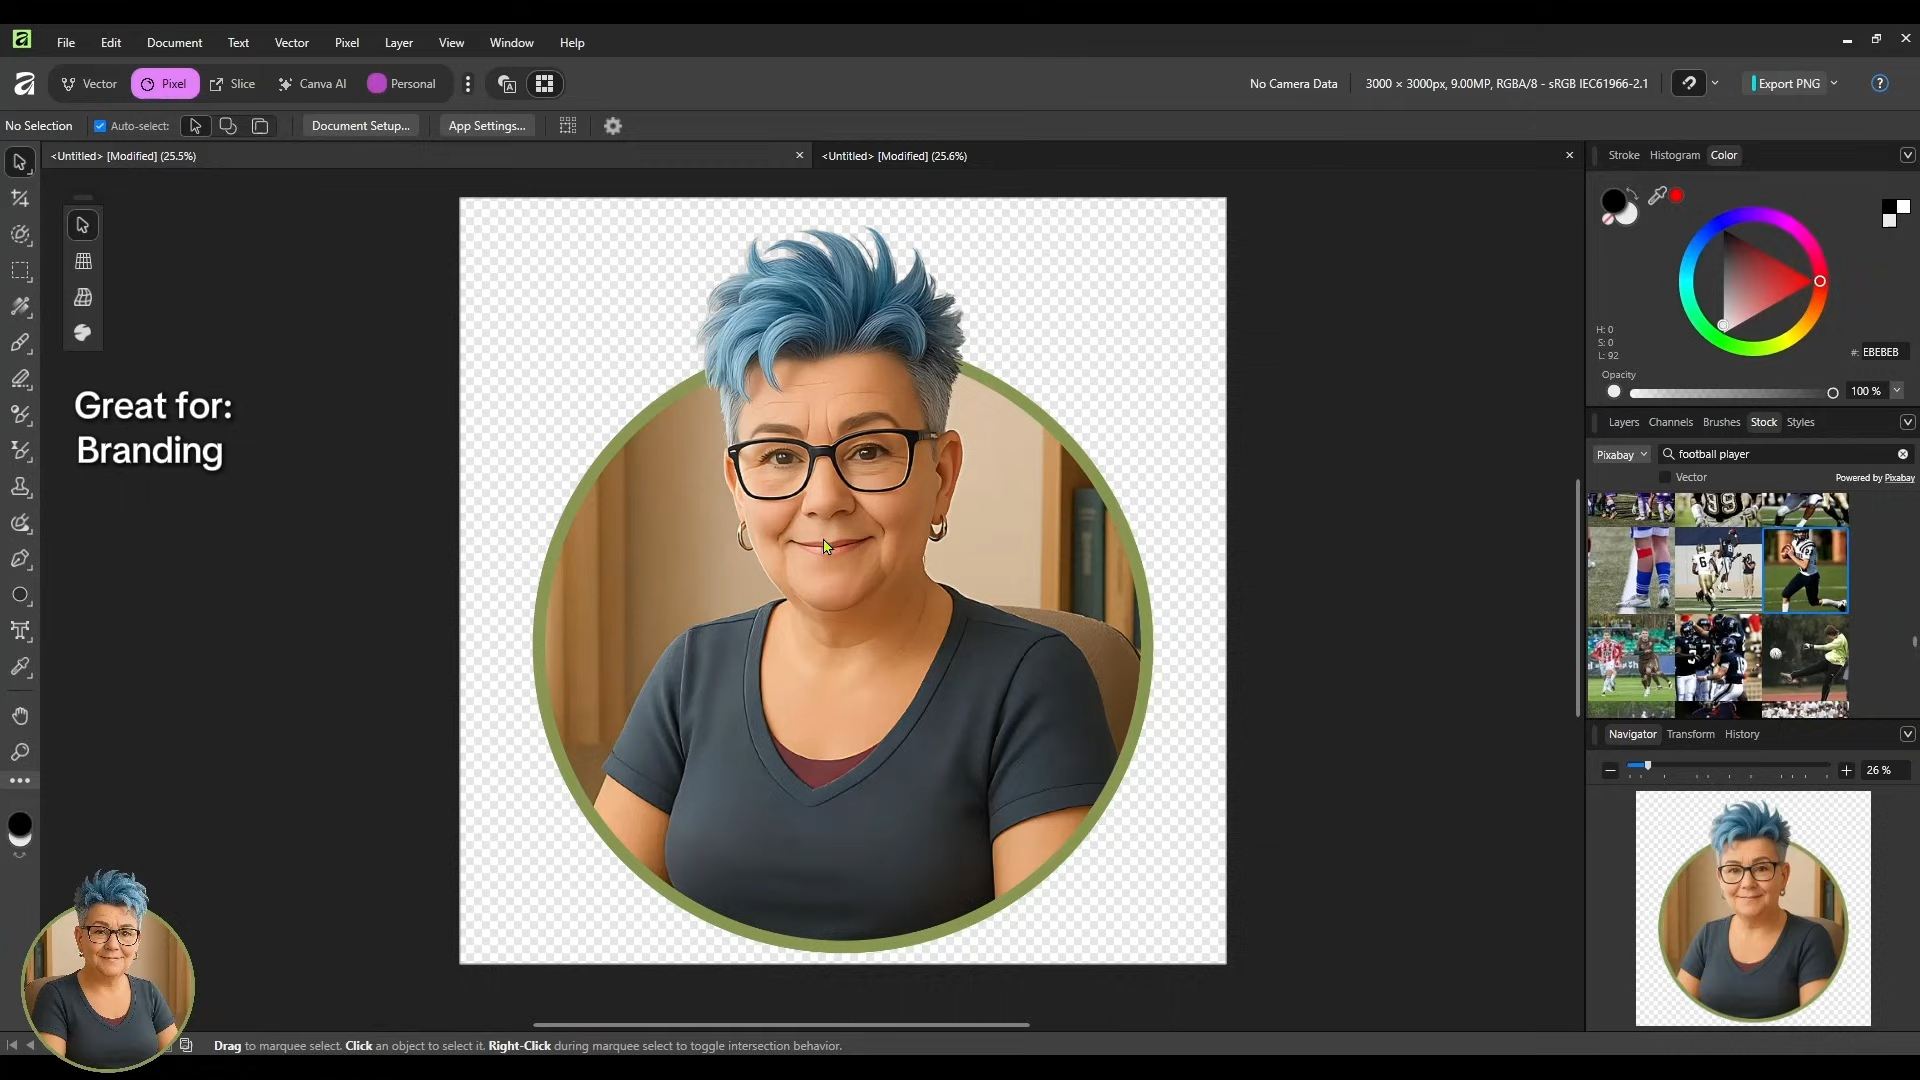 File Edit Document Text Vector Pixel Layer View Window Help
Vector Pixel Slice Canva AI Personal No Camera Data 3000 × 3000px, 9.00MP, RGBA/8 - sRGB IEC61966-2.1 Export PNG ?
No Selection Auto-select: Document Setup... App Settings...
<Untitled> [Modified] (25.5%) <Untitled> [Modified] (25.6%)
Stroke Histogram Color
H: 0
S: 0
L: 92
#: EBEBEB
Opacity
100 %
Layers Channels Brushes Stock Styles
Pixabay football player
Vector Powered by Pixabay
Great for:
Branding
Navigator Transform History
26 %
Drag to marquee select. Click an object to select it. Right-Click during marquee select to toggle intersection behavior.